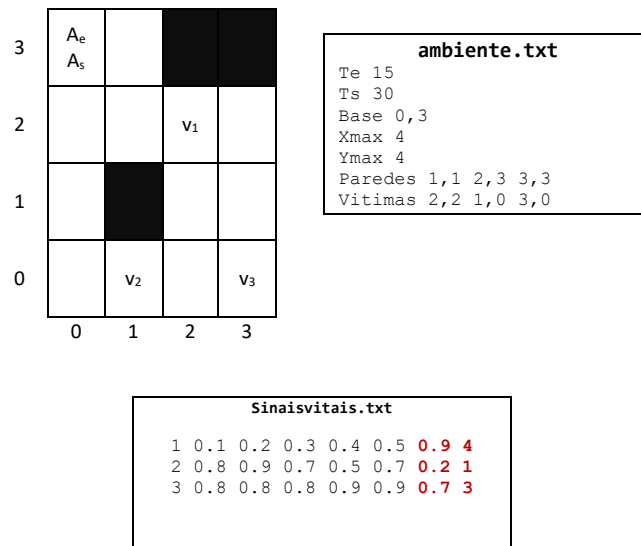 3
Ae
As
2
v1
1
0
v2
v3
0 1 2 3
ambiente.txt
Te 15
Ts 30
Base 0,3
Xmax 4
Ymax 4
Paredes 1,1 2,3 3,3
Vitimas 2,2 1,0 3,0
Sinaisvitais.txt
1 0.1 0.2 0.3 0.4 0.5 0.9 4
2 0.8 0.9 0.7 0.5 0.7 0.2 1
3 0.8 0.8 0.8 0.9 0.9 0.7 3